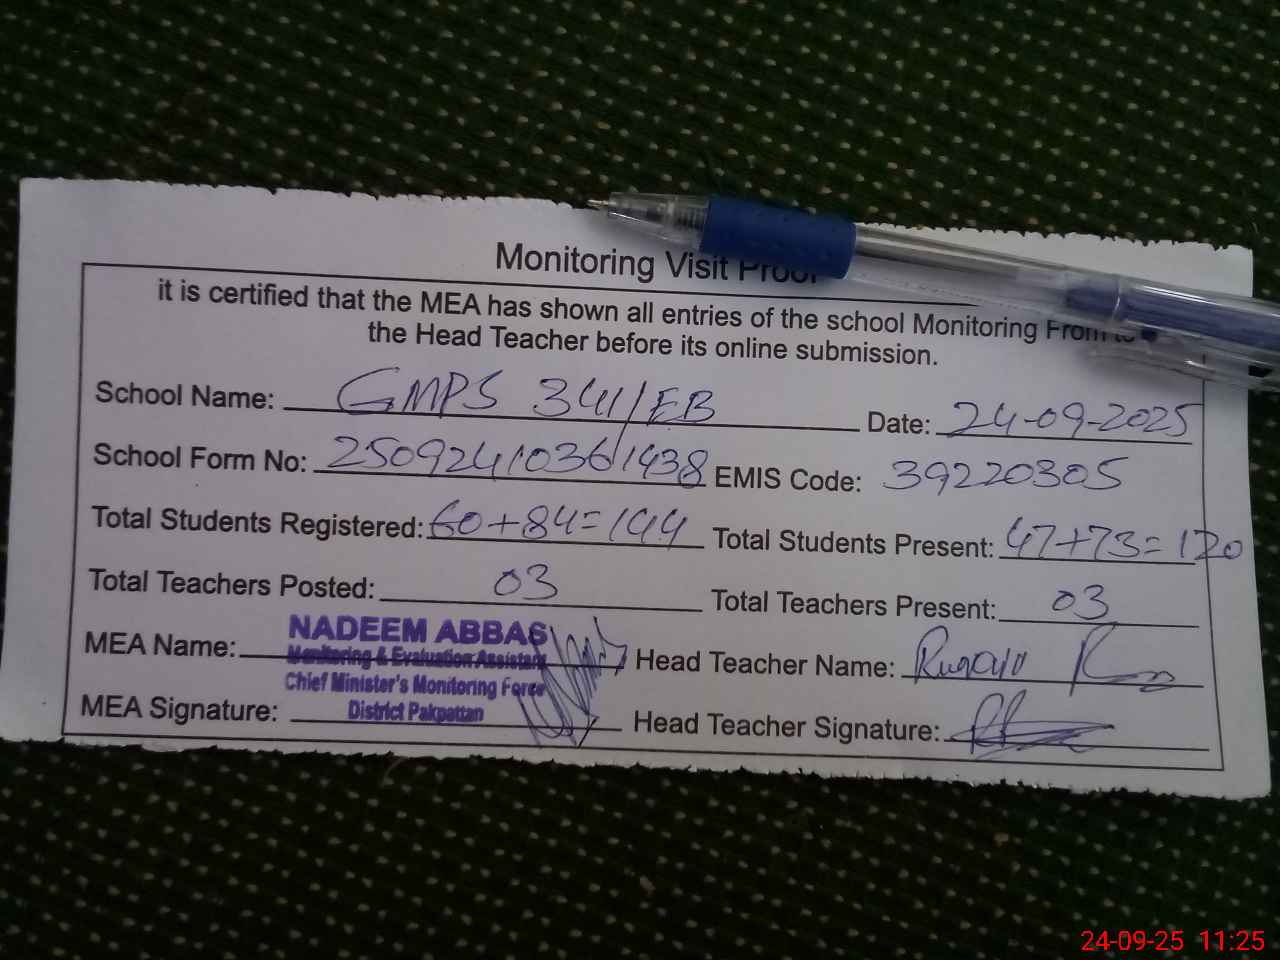 Monitoring Visit Proof
it is certified that the MEA has shown all entries of the school Monitoring From to
the Head Teacher before its online submission.
School Name: GMPS 341/EB Date: 24-09-2025
School Form No: 25092410361438 EMIS Code: 39220305
Total Students Registered: 60+84=144 Total Students Present: 47+73=120
Total Teachers Posted: 03 Total Teachers Present: 03
MEA Name: NADEEM ABBAS Head Teacher Name:
Monitoring & Evaluation Assistant
Chief Minister's Monitoring Force
MEA Signature: District Pakpattan Head Teacher Signature:
24-09-25 11:25